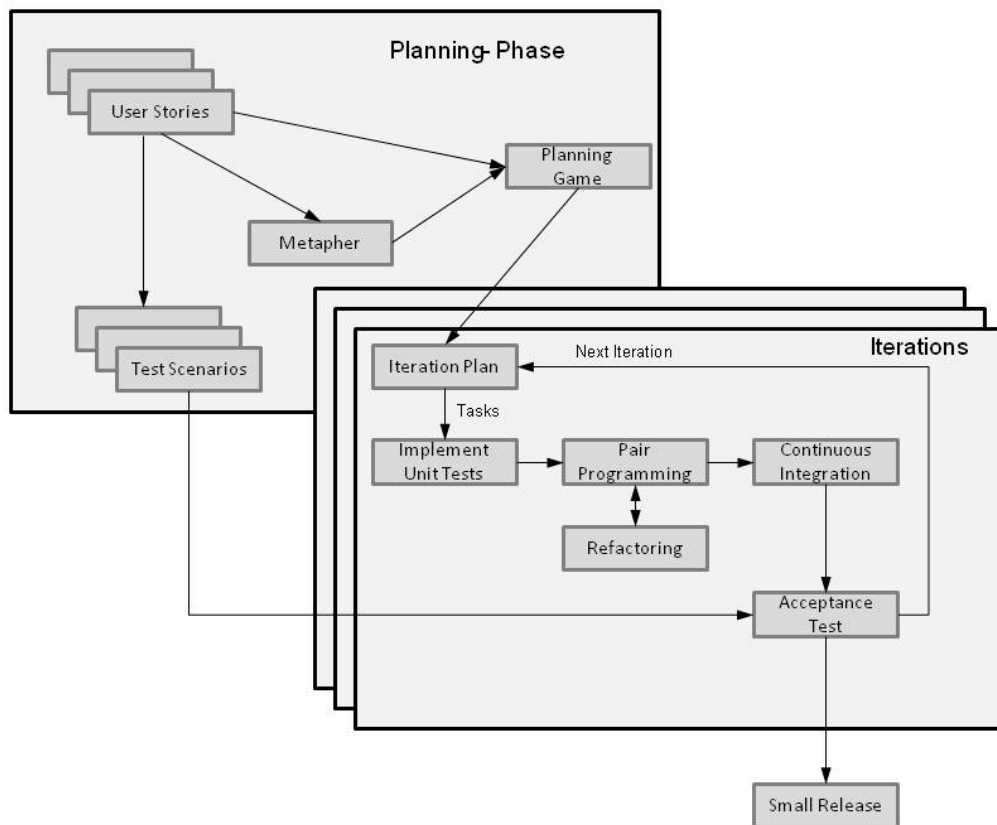 Planning- Phase
User Stories
Planning
Game
Metapher
Test Scenarios
Iterations
Next Iteration
Iteration Plan
Tasks
Implement
Unit Tests
Pair
Programming
Continuous
Integration
Refactoring
Acceptance
Test
Small Release